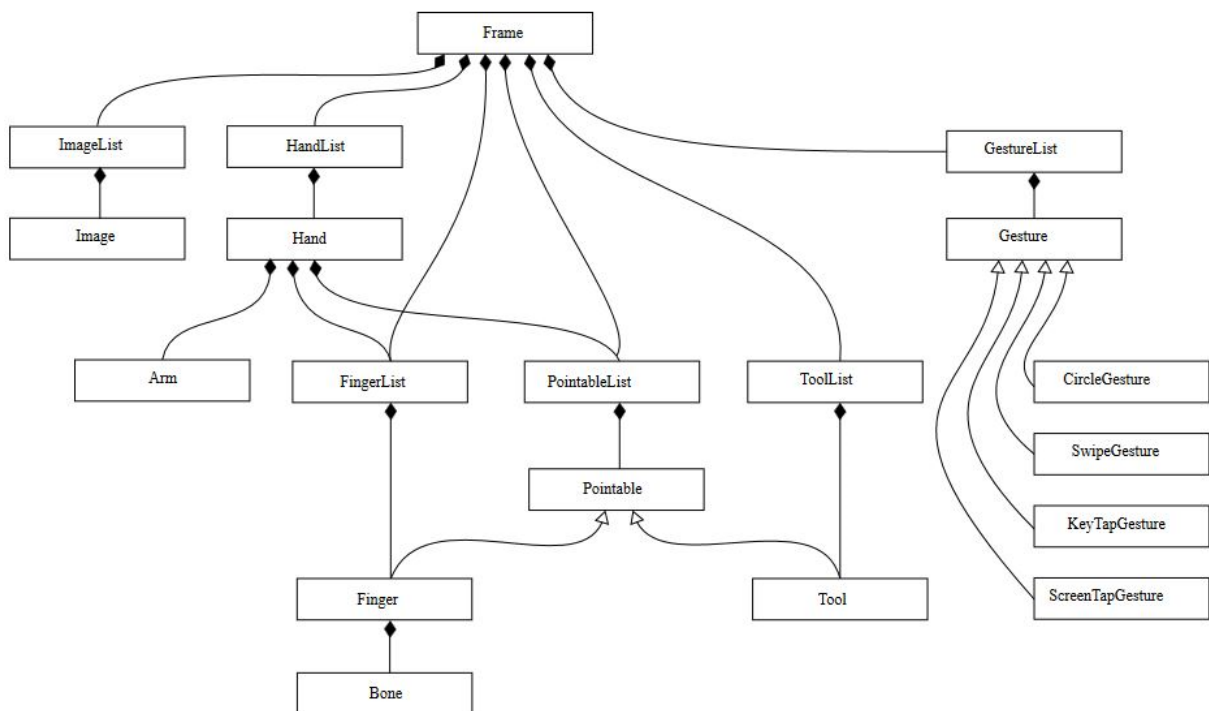 Frame
ImageList
HandList
GestureList
Image
Hand
Gesture
Arm
FingerList
PointableList
ToolList
CircleGesture
SwipeGesture
Pointable
KeyTapGesture
Finger
Tool
ScreenTapGesture
Bone